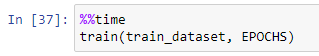 In [37]: %%time
train(train_dataset, EPOCHS)